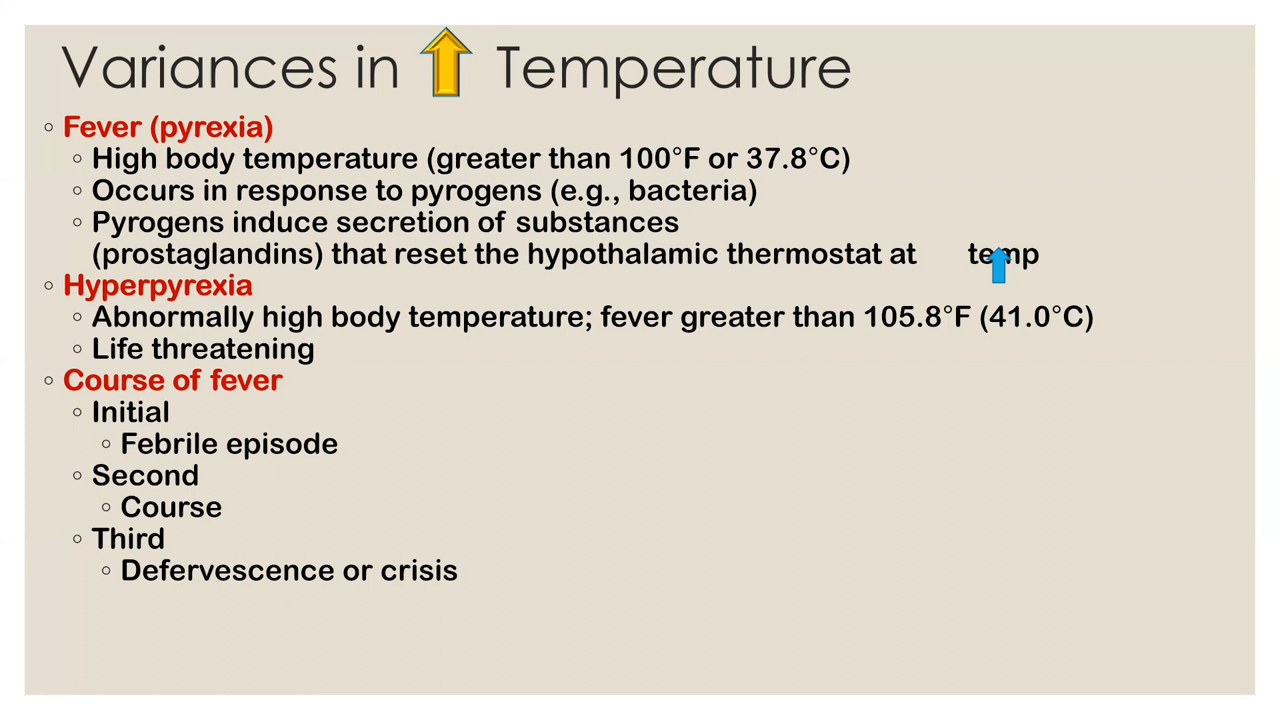 Variances in Temperature
◦ Fever (pyrexia)
◦ High body temperature (greater than 100°F or 37.8°C)
◦ Occurs in response to pyrogens (e.g., bacteria)
◦ Pyrogens induce secretion of substances
(prostaglandins) that reset the hypothalamic thermostat at temp
◦ Hyperpyrexia
◦ Abnormally high body temperature; fever greater than 105.8°F (41.0°C)
◦ Life threatening
◦ Course of fever
◦ Initial
◦ Febrile episode
◦ Second
◦ Course
◦ Third
◦ Defervescence or crisis